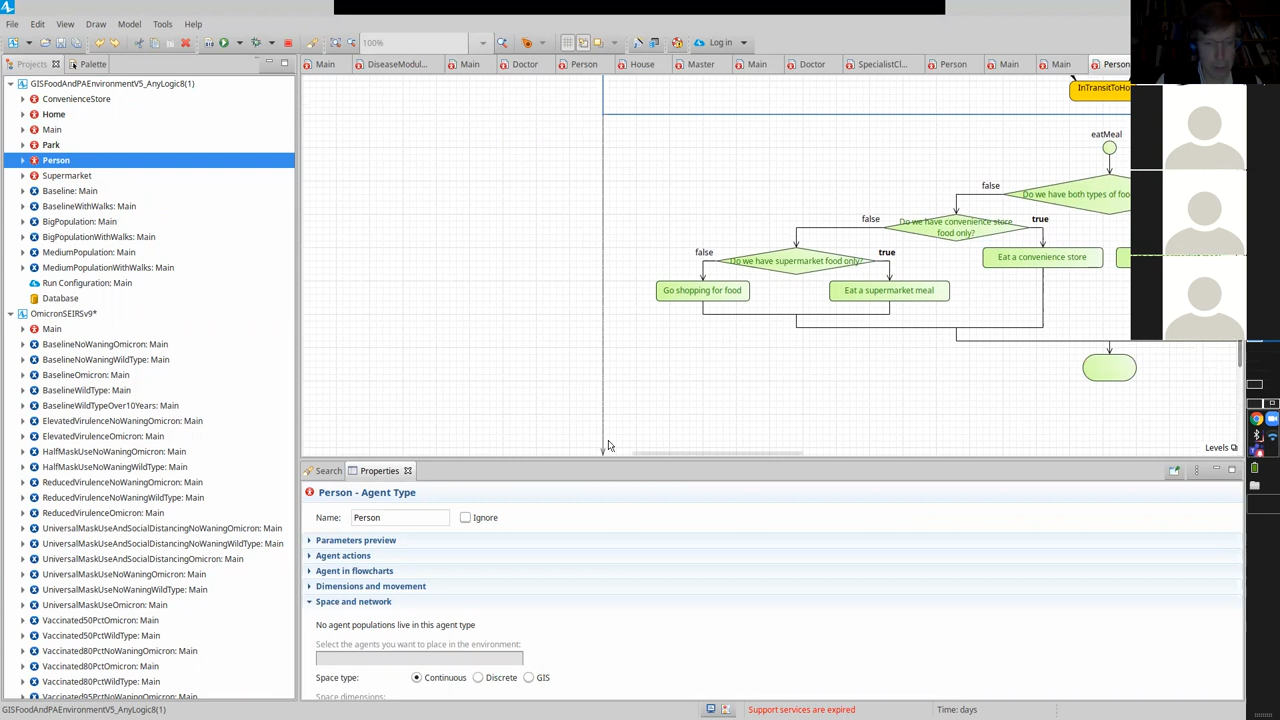 File Edit View Draw Model Tools Help
100%
Log in
Projects
Palette
Main
DiseaseModul...
Main
Doctor
Person
House
Master
Main
Doctor
SpecialistCl...
Person
Main
Main
Person
GISFoodAndPAEnvironmentV5_AnyLogic8(1)
ConvenienceStore
Home
Main
Park
Person
Supermarket
Baseline: Main
BaselineWithWalks: Main
BigPopulation: Main
BigPopulationWithWalks: Main
MediumPopulation: Main
MediumPopulationWithWalks: Main
Run Configuration: Main
Database
OmicronSEIRSv9*
Main
BaselineNoWaningOmicron: Main
BaselineNoWaningWildType: Main
BaselineOmicron: Main
BaselineWildType: Main
BaselineWildTypeOver10Years: Main
ElevatedVirulenceNoWaningOmicron: Main
ElevatedVirulenceOmicron: Main
HalfMaskUseNoWaningOmicron: Main
HalfMaskUseNoWaningWildType: Main
ReducedVirulenceNoWaningOmicron: Main
ReducedVirulenceNoWaningWildType: Main
ReducedVirulenceOmicron: Main
UniversalMaskUseAndSocialDistancingNoWaningOmicron: Main
UniversalMaskUseAndSocialDistancingNoWaningWildType: Main
UniversalMaskUseAndSocialDistancingOmicron: Main
UniversalMaskUseNoWaningOmicron: Main
UniversalMaskUseNoWaningWildType: Main
UniversalMaskUseOmicron: Main
Vaccinated50PctOmicron: Main
Vaccinated50PctWildType: Main
Vaccinated80PctNoWaningOmicron: Main
Vaccinated80PctOmicron: Main
Vaccinated80PctWildType: Main
Vaccinated95PctNoWaningOmicron: Main
InTransitToHo
eatMeal
Do we have both types of foo
false
Do we have convenience store
food only?
false
true
Do we have supermarket food only?
false
true
Eat a convenience store
Go shopping for food
Eat a supermarket meal
Levels
Search
Properties
Person - Agent Type
Name:
Person
Ignore
Parameters preview
Agent actions
Agent in flowcharts
Dimensions and movement
Space and network
No agent populations live in this agent type
Select the agents you want to place in the environment:
Space type:
Continuous
Discrete
GIS
Space dimensions:
GISFoodAndPAEnvironmentV5_AnyLogic8(1)
Support services are expired
Time: days